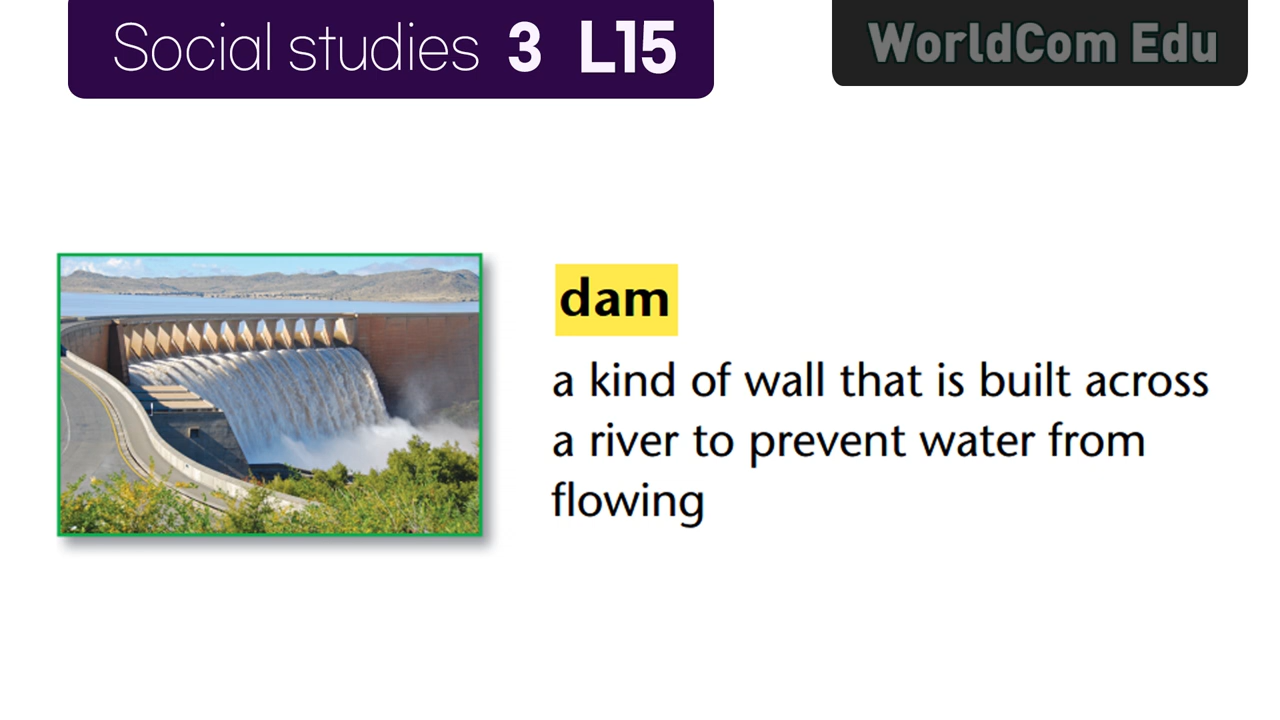 Social studies 3 L15
WorldCom Edu
dam
a kind of wall that is built across
a river to prevent water from
flowing